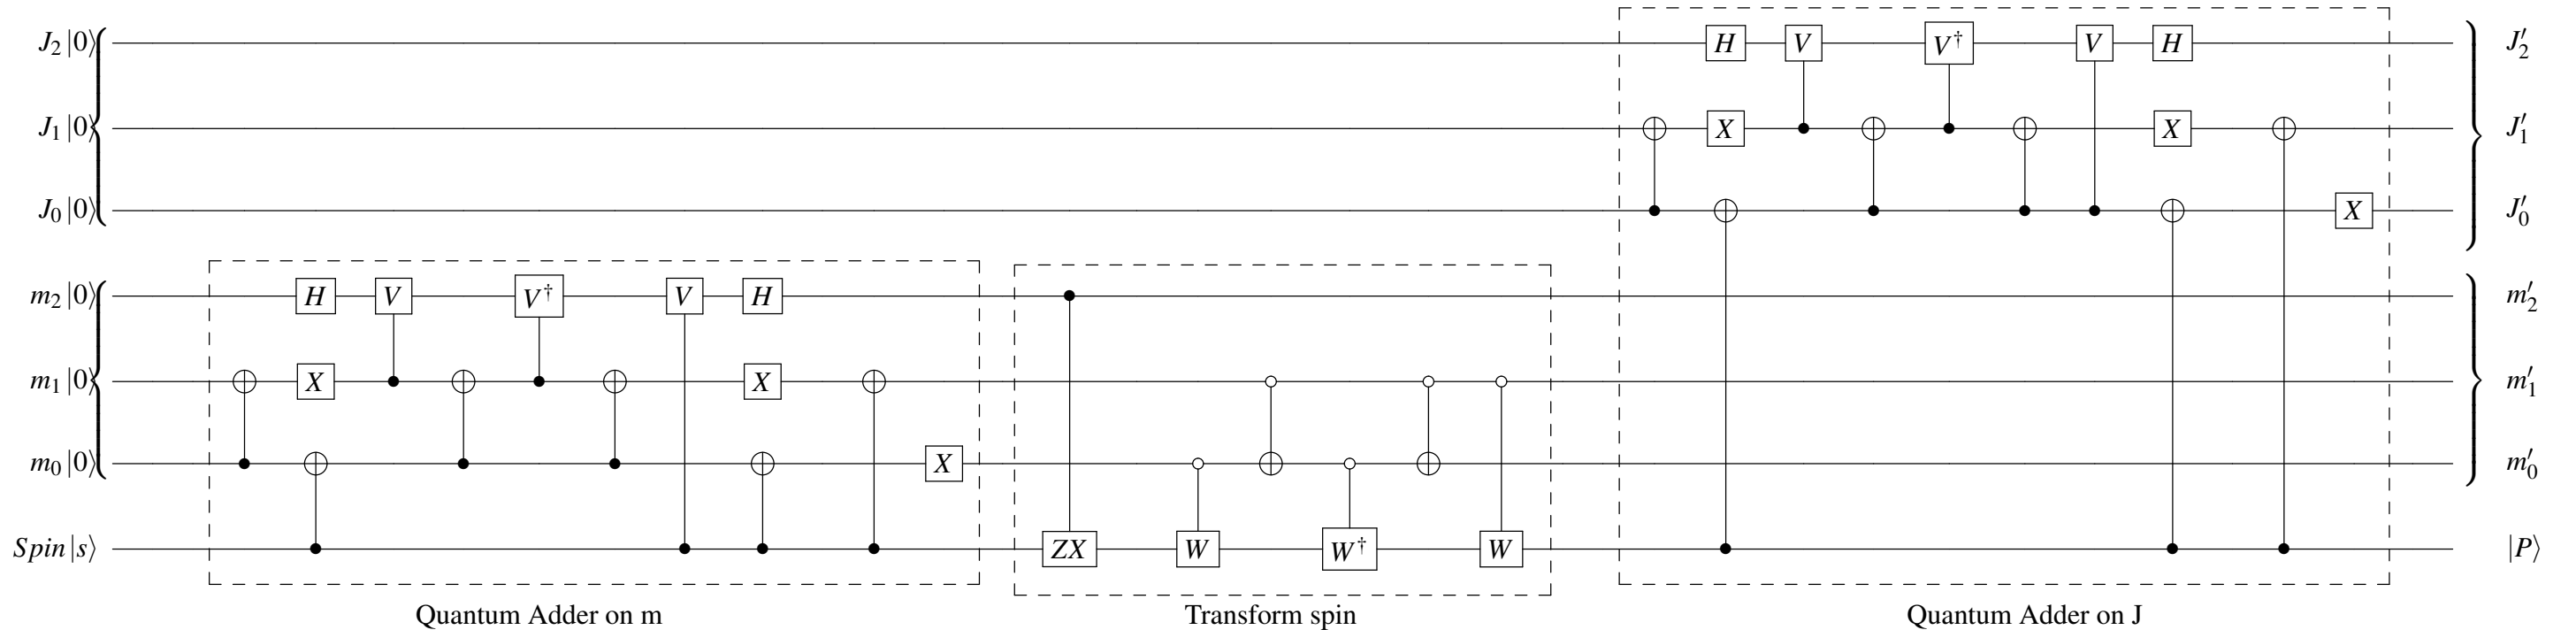 J₂ |0⟩ H V V† V H J′₂
J₁ |0⟩ X X J′₁
J₀ |0⟩ X J′₀
m₂ |0⟩ H V V† V H m′₂
m₁ |0⟩ X X m′₁
m₀ |0⟩ X m′₀
Spin |s⟩ ZX W W† W |P⟩
Quantum Adder on m Transform spin Quantum Adder on J